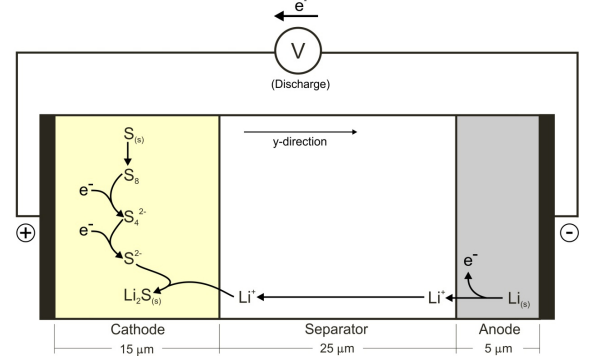 e⁻
V
(Discharge)
S(s)
y-direction
S₈
e⁻
S₄²⁻
+
e⁻
-
S²⁻
e⁻
Li₂S(s) Li⁺ Li⁺ Li(s)
Cathode Separator Anode
15 μm 25 μm 5 μm